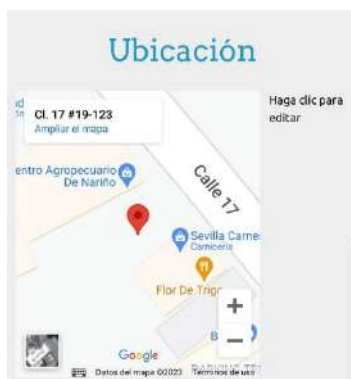 Ubicación
Cl. 17 #19-123
Ampliar el mapa
Haga clic para
editar
entro Agropecuario
De Nariño
Calle 17
Sevilla Carne
Carnicería
Flor De Trigo
+
B
−
Google
Datos del mapa ©2023
Términos de uso